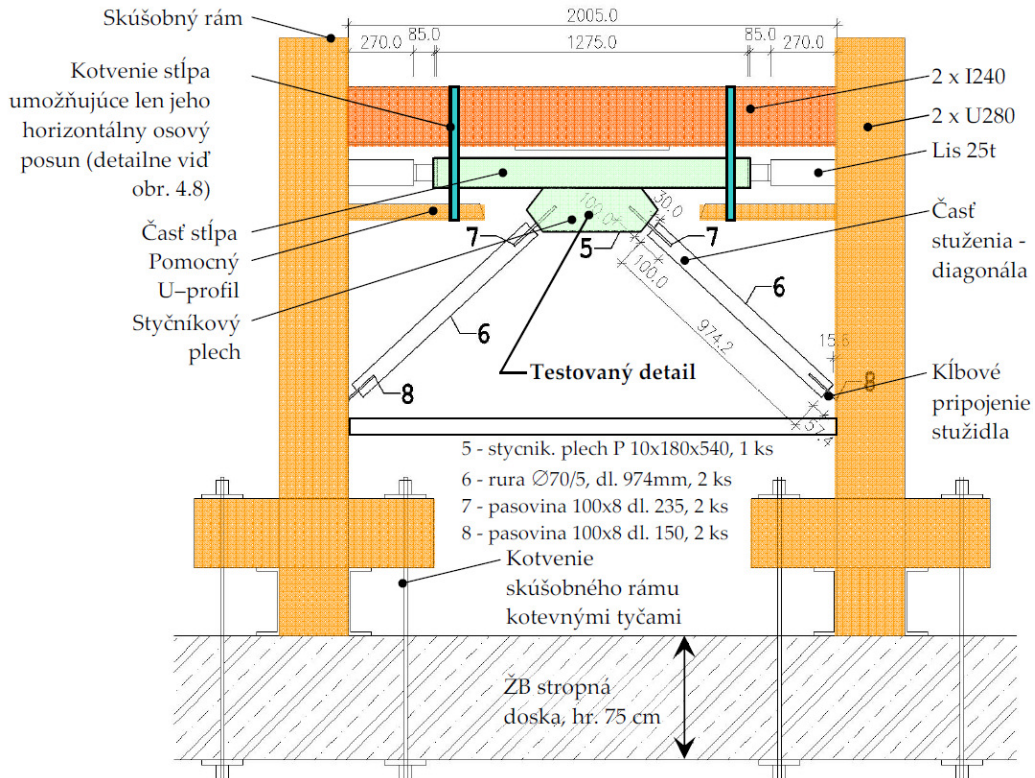 Skúšobný rám
Kotvenie stĺpa
umožňujúce len jeho
horizontálny osový
posun (detailne viď
obr. 4.8)
Časť stĺpa
Pomocný
U–profil
Styčníkový
plech
2005.0
270.0
85.0
1275.0
85.0
270.0
2 x I240
2 x U280
Lis 25t
Časť
stuženia -
diagonála
Kĺbové
pripojenie
stužidla
100.0
30.0
7
5
7
100.0
6
6
974.2
15.6
8
8
57.4
Testovaný detail
5 - stycnik. plech P 10x180x540, 1 ks
6 - rura Ø70/5, dl. 974mm, 2 ks
7 - pasovina 100x8 dl. 235, 2 ks
8 - pasovina 100x8 dl. 150, 2 ks
Kotvenie
skúšobného rámu
kotevnými tyčami
ŽB stropná
doska, hr. 75 cm